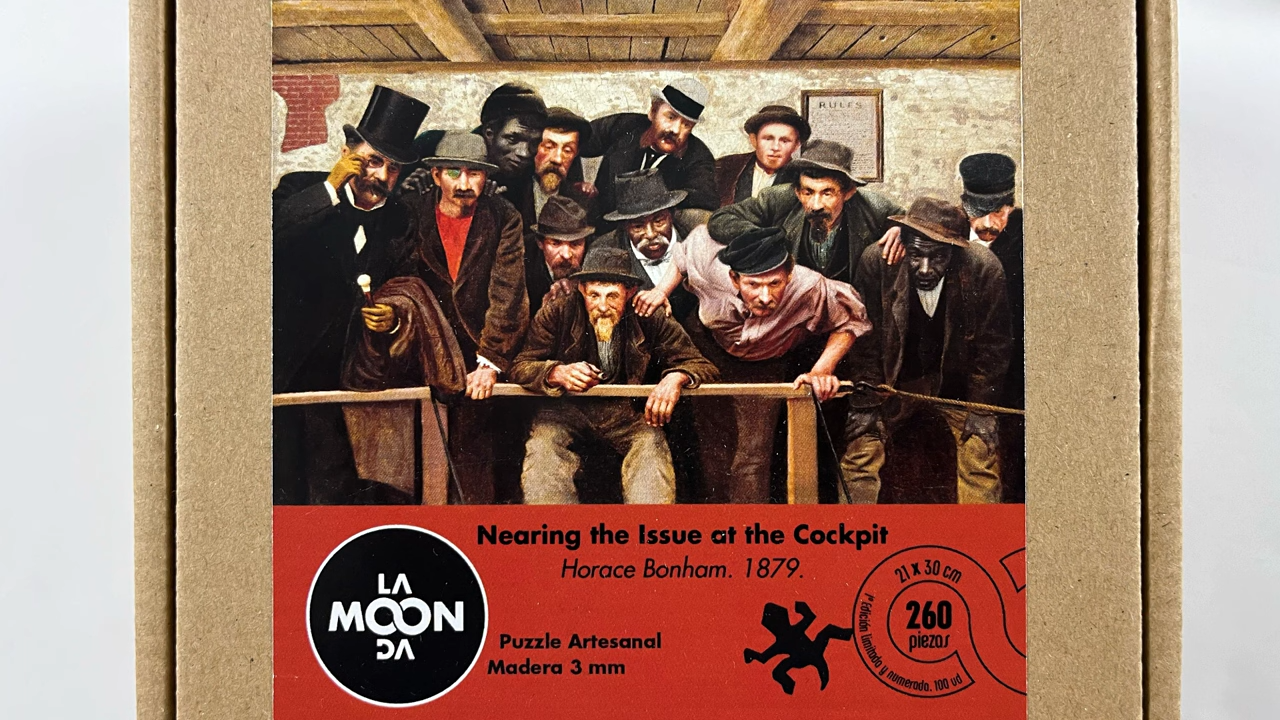 RULES
Nearing the Issue at the Cockpit
Horace Bonham. 1879.
LA
MOON
DA
Puzzle Artesanal
Madera 3 mm
21 x 30 cm
260
piezas
1ª Edición limitada y numerada. 100 ud